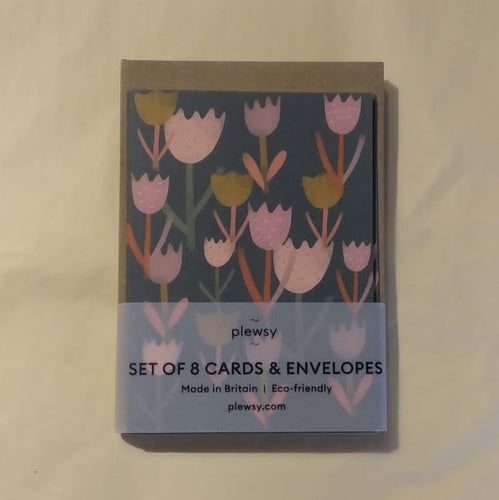 plewsy
SET OF 8 CARDS & ENVELOPES
Made in Britain | Eco-friendly
plewsy.com